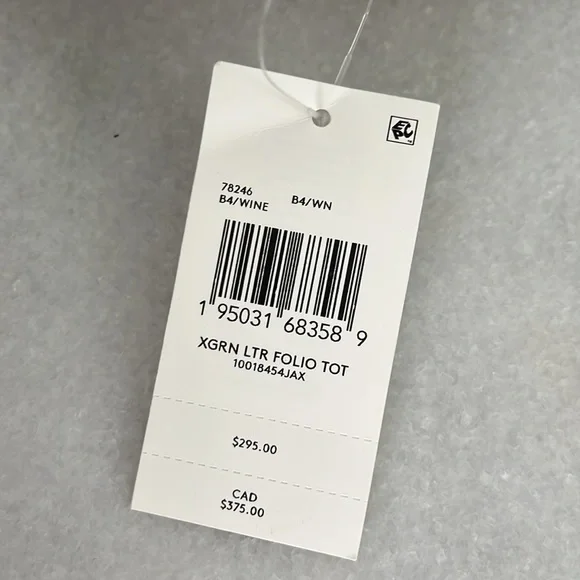 EPC
78246
B4/WINE B4/WN
1 95031 68358 9
XGRN LTR FOLIO TOT
10018454JAX
$295.00
CAD
$375.00